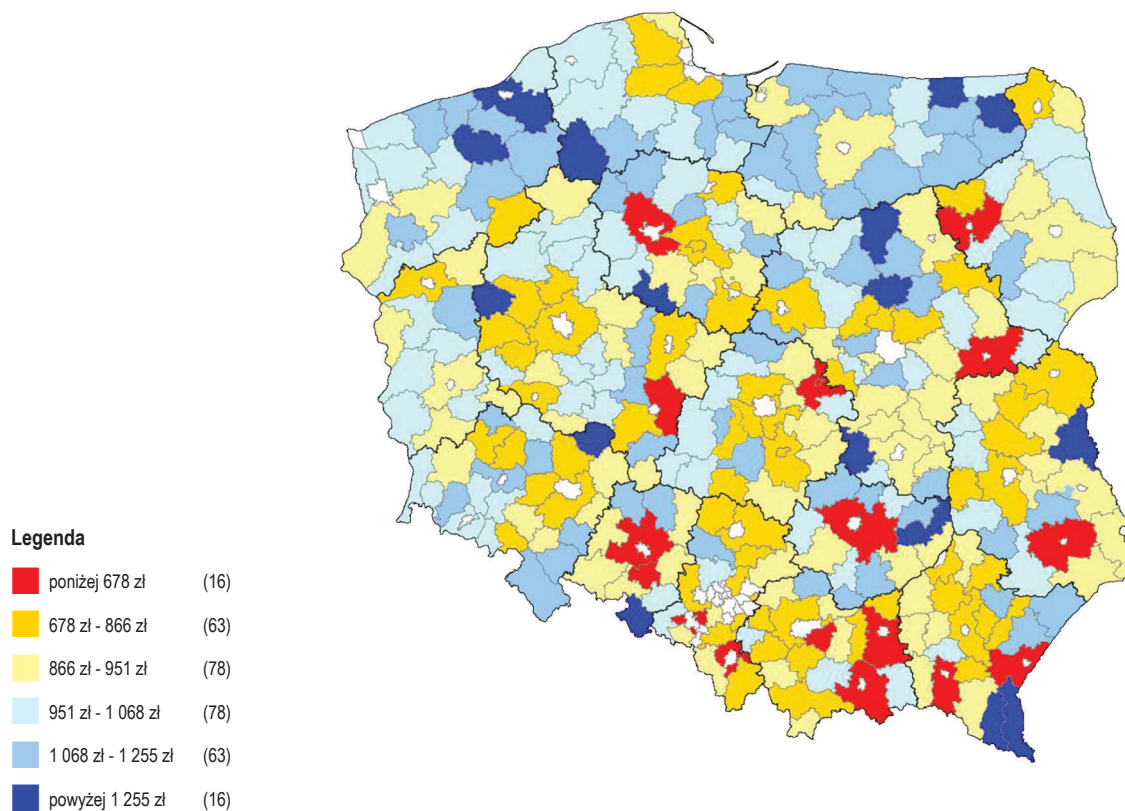 Legenda
poniżej 678 zł (16)
678 zł - 866 zł (63)
866 zł - 951 zł (78)
951 zł - 1 068 zł (78)
1 068 zł - 1 255 zł (63)
powyżej 1 255 zł (16)